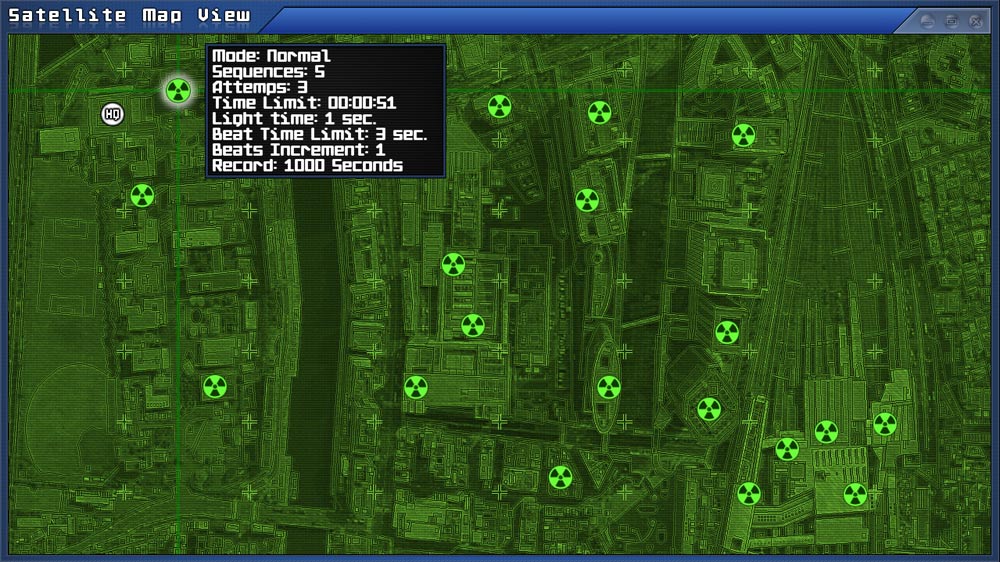 Satellite Map View
Mode: Normal
Sequences: 5
Attemps: 3
Time Limit: 00:00:51
Light time: 1 sec.
Beat Time Limit: 3 sec.
Beats Increment: 1
Record: 1000 Seconds
HQ